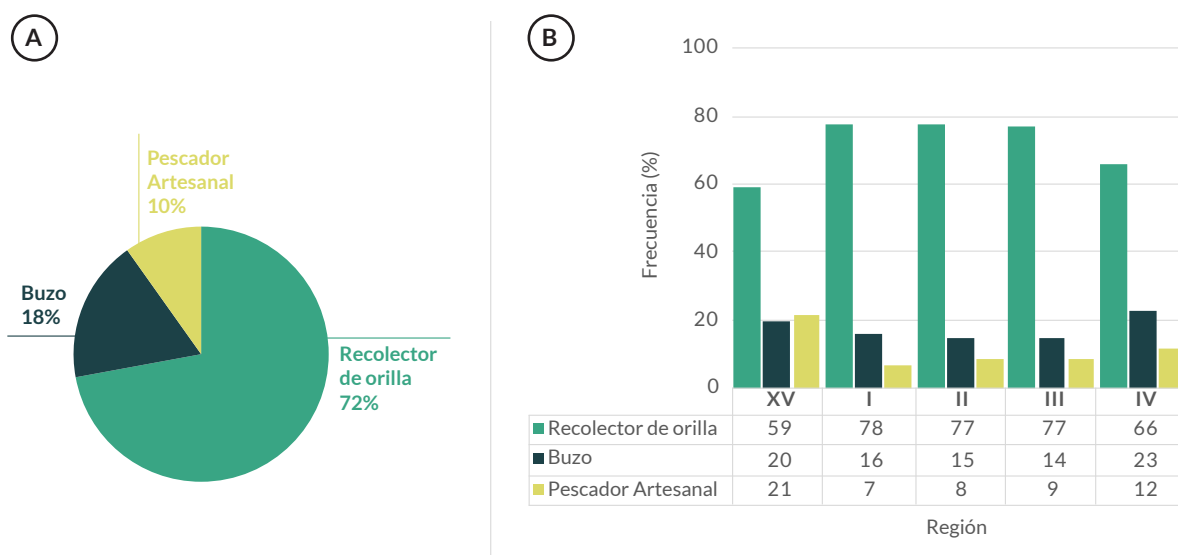 A
Pescador
Artesanal
10%
Buzo
18%
Recolector
de orilla
72%
B
Frecuencia (%)
100
80
60
40
20
0
XV I II III IV
Recolector de orilla 59 78 77 77 66
Buzo 20 16 15 14 23
Pescador Artesanal 21 7 8 9 12
Región